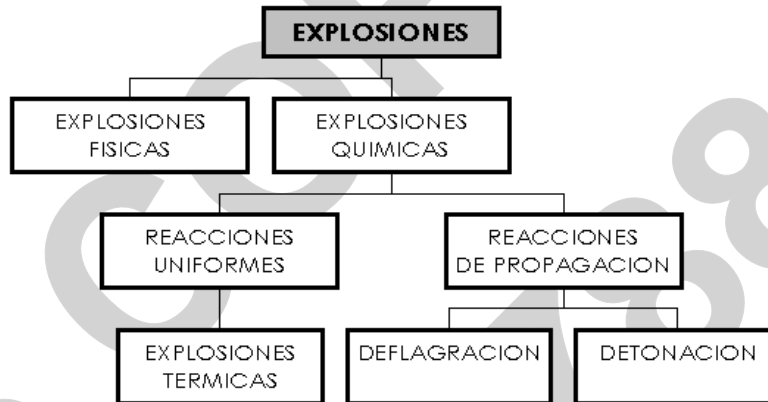 EXPLOSIONES
EXPLOSIONES
FISICAS
EXPLOSIONES
QUIMICAS
REACCIONES
UNIFORMES
REACCIONES
DE PROPAGACION
EXPLOSIONES
TERMICAS
DEFLAGRACION
DETONACION